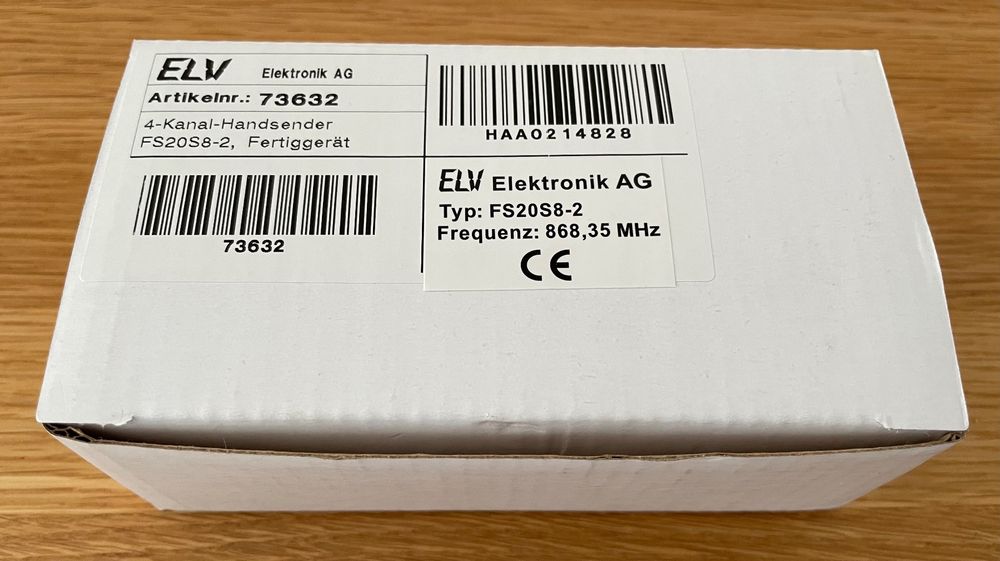 ELV Elektronik AG
Artikelnr.: 73632
4-Kanal-Handsender
FS20S8-2, Fertiggerät
HAA0214828
73632
ELV Elektronik AG
Typ: FS20S8-2
Frequenz: 868,35 MHz
CE